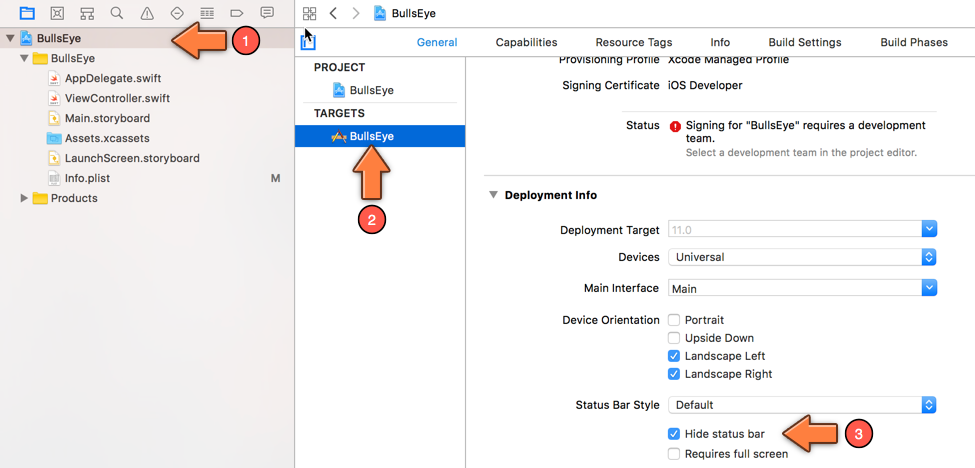 BullsEye
BullsEye
1
BullsEye
AppDelegate.swift
ViewController.swift
Main.storyboard
Assets.xcassets
LaunchScreen.storyboard
Info.plist M
Products
General Capabilities Resource Tags Info Build Settings Build Phases
PROJECT
BullsEye
TARGETS
BullsEye
2
Provisioning Profile Xcode Managed Profile
Signing Certificate iOS Developer
Status Signing for "BullsEye" requires a development
team.
Select a development team in the project editor.
Deployment Info
Deployment Target 11.0
Devices Universal
Main Interface Main
Device Orientation Portrait
Upside Down
Landscape Left
Landscape Right
Status Bar Style Default
Hide status bar 3
Requires full screen